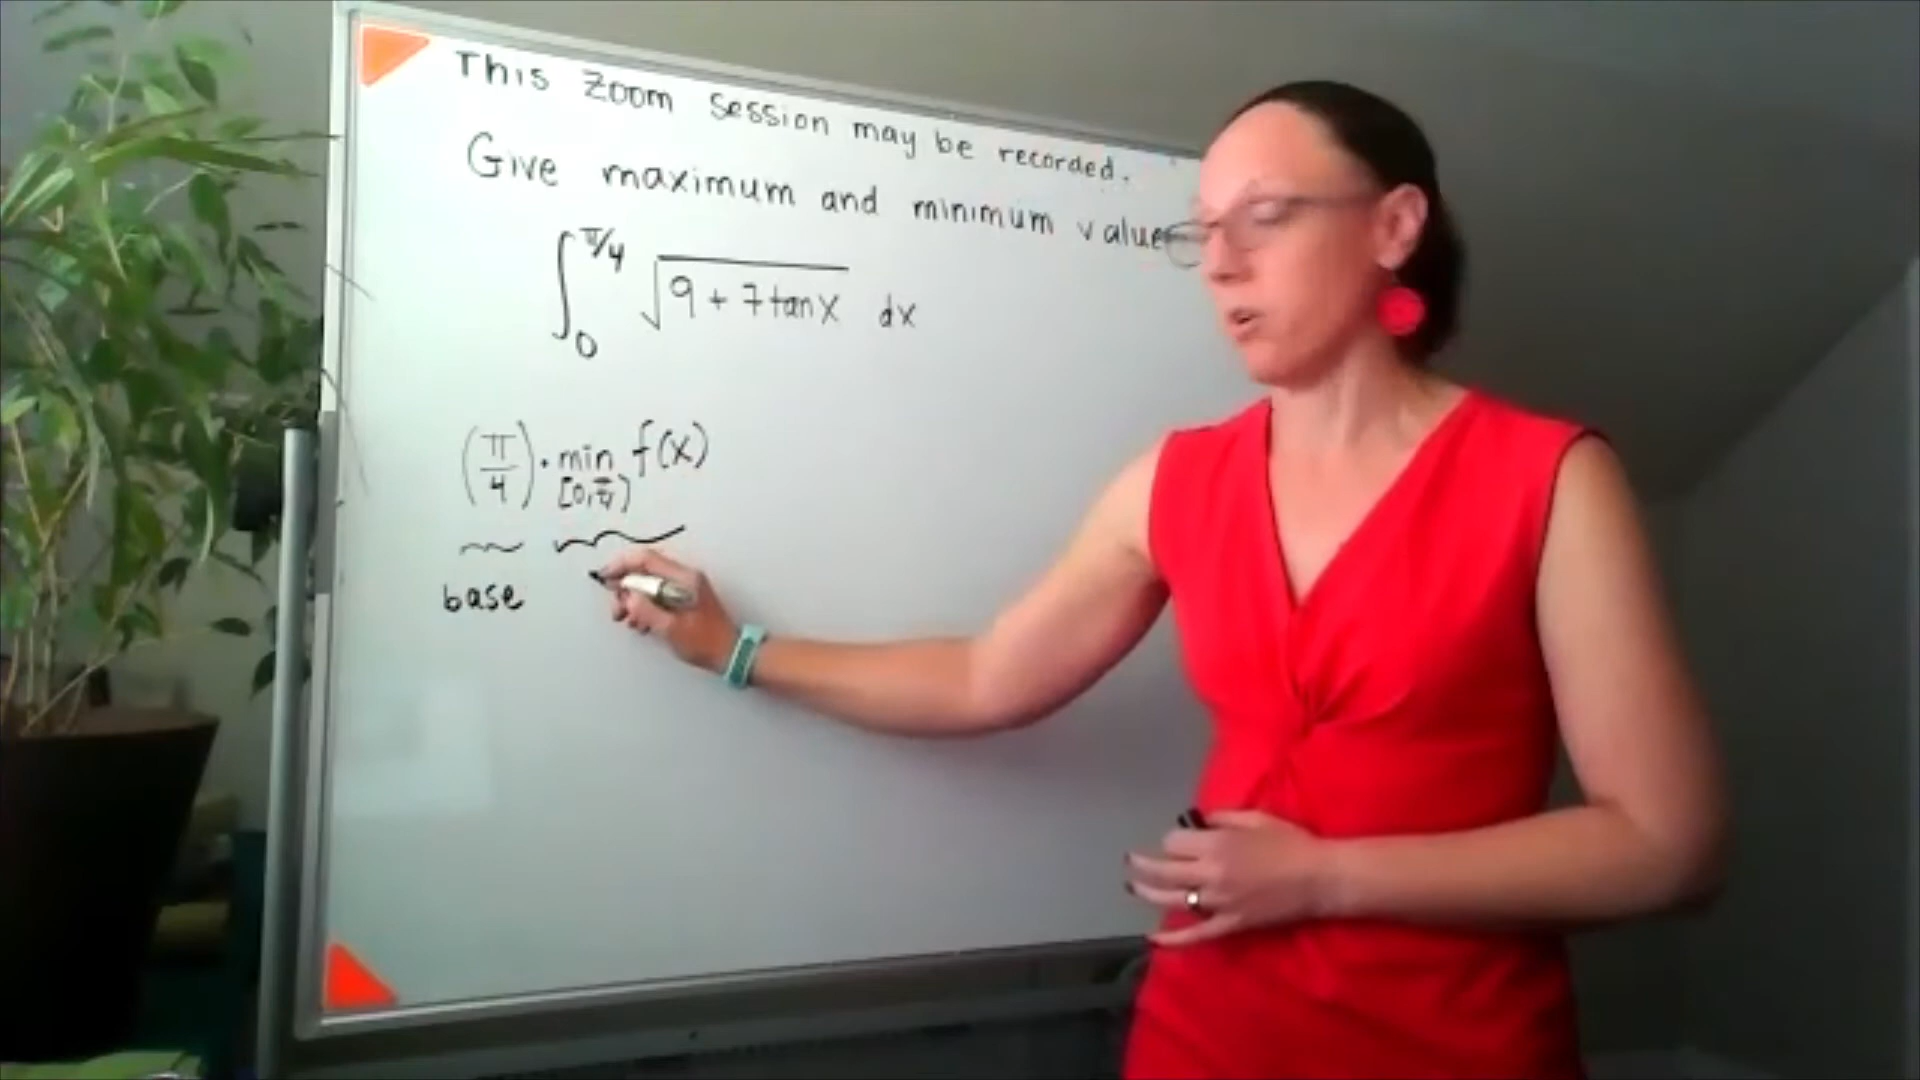 This Zoom Session may be recorded.
Give maximum and minimum value
∫₀^π/4 √(9 + 7tanx) dx
(π/4) · min f(x)
[0,π/4]
base